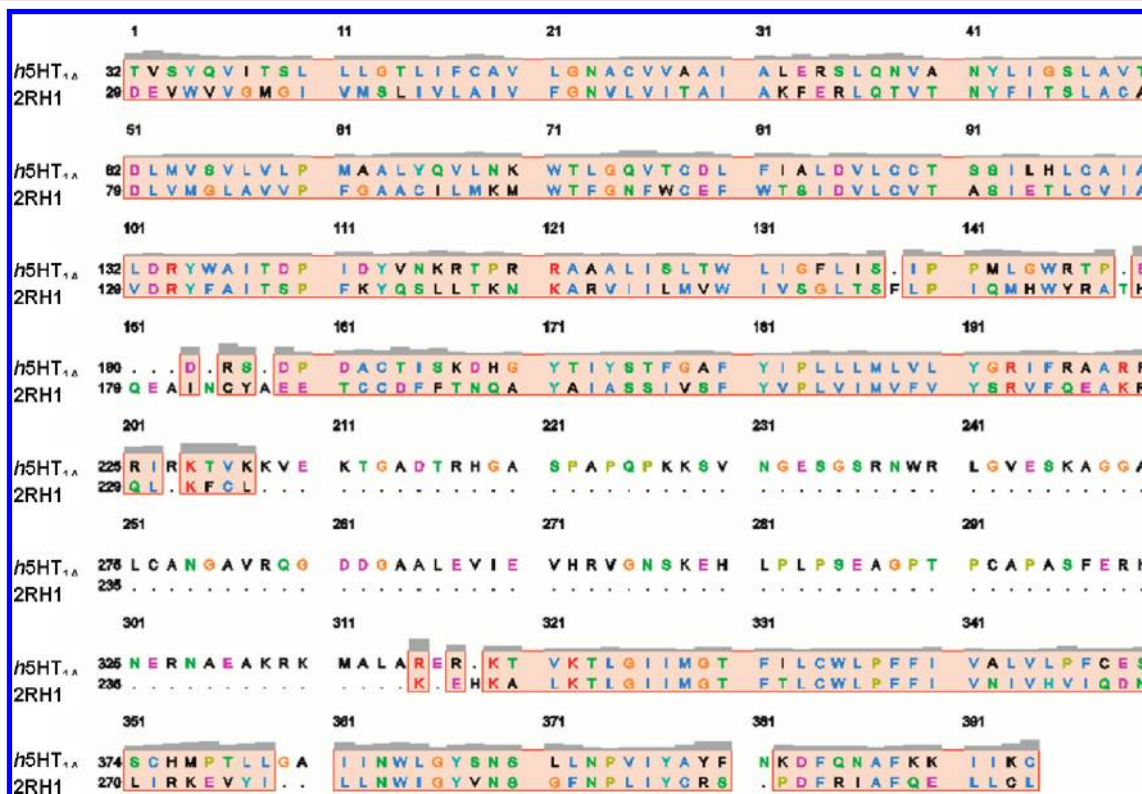 1 11 21 31 41
h5HT1A 32 TVSYQVITSL LLGTLIFCAV LGNACVVAAI ALERSLQNVA NYLIGSLAVT
2RH1 29 DEVWVVGMGI VMSLIVLAIV FGNVLVITAI AKFERLQTVT NYFITSLACA
51 61 71 81 91
h5HT1A 82 DLMVSVLVLP MAALYQVLNK WTLGQVTCDL FIALDVLCCT SSILHLCAIA
2RH1 79 DLVMGLAVVP FGAACILMKM WTFGNFWCEF WTSIDVLCVT ASIETLCVIA
101 111 121 131 141
h5HT1A 132 LDRYWAITDP IDYVNKRTPR RAAALISLTW LIGFLIS.IP PMLGWRTP.E
2RH1 129 VDRYFAITSP FKYQSLLTKN KARVIILMVW IVSGLTSFLP IQMHWYRATH
151 161 171 181 191
h5HT1A 180 ...D.RS.DP DACTISKDHG YTIYSTFGAF YIPLLLMLVL YGRIFRAARF
2RH1 179 QEAINCYAEE TCCDFFTNQA YAIASSIVSF YVPLVIMVFV YSRVFQEAKR
201 211 221 231 241
h5HT1A 225 RIRKTVKKVE KTGADTRHGA SPAPQPKKSV NGESGSRNWR LGVESKAGGA
2RH1 229 QL.KFCL... .......... .......... .......... ..........
251 261 271 281 291
h5HT1A 275 LCANGAVRQG DDGAALEVIE VHRVGNSKEH LPLPSEAGPT PCAPASFERK
2RH1 235 .......... .......... .......... .......... ..........
301 311 321 331 341
h5HT1A 325 NERNAEAKRK MALARER.KT VKTLGIIMGT FILCWLPFFI VALVLPFCES
2RH1 235 .......... ....K.EHKA LKTLGIIMGT FTLCWLPFFI VNIVHVIQDN
351 361 371 381 391
h5HT1A 374 SCHMPTLLGA IINWLGYSNS LLNPVIYAYF NKDFQNAFKK IIKC
2RH1 270 LIRKEVYI.. LLNWIGYVNS GFNPLIYCRS .PDFRIAFQE LLCL